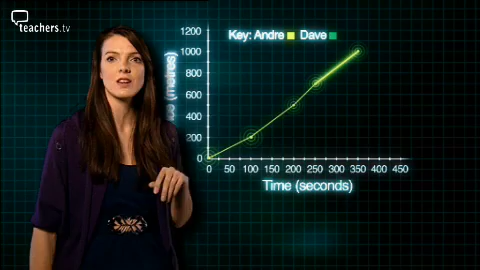 teachers.tv
Key: Andre Dave
1200
1000
800
600
400
200
0
(metres)
0 50 100 150 200 250 300 350 400 450
Time (seconds)